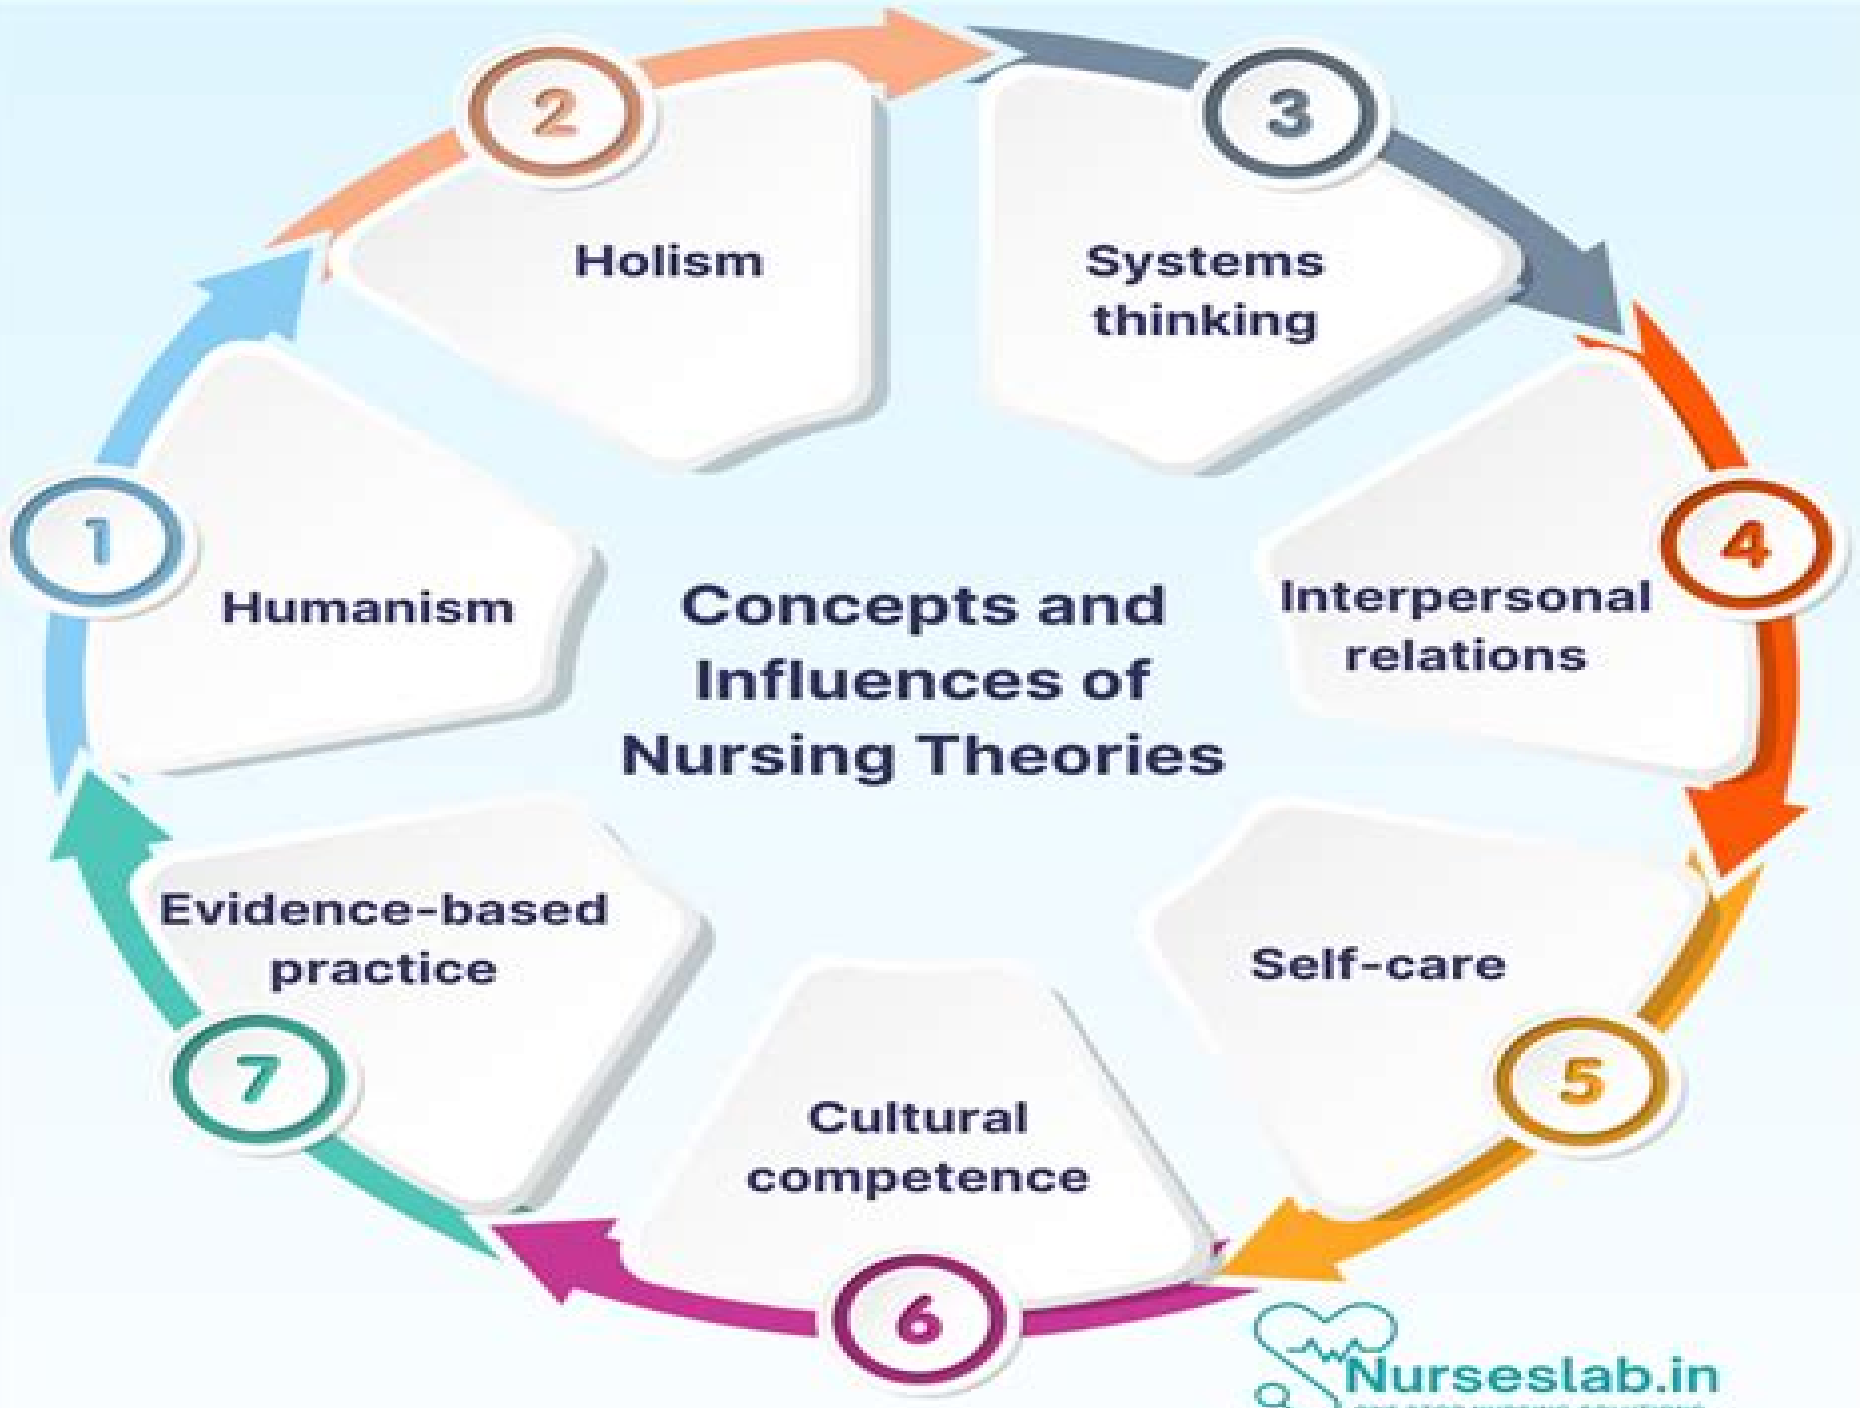 2
3
Holism
Systems
thinking
1
4
Humanism
Interpersonal
relations
Concepts and
Influences of
Nursing Theories
Evidence-based
practice
Self-care
7
5
Cultural
competence
6
Nurseslab.in